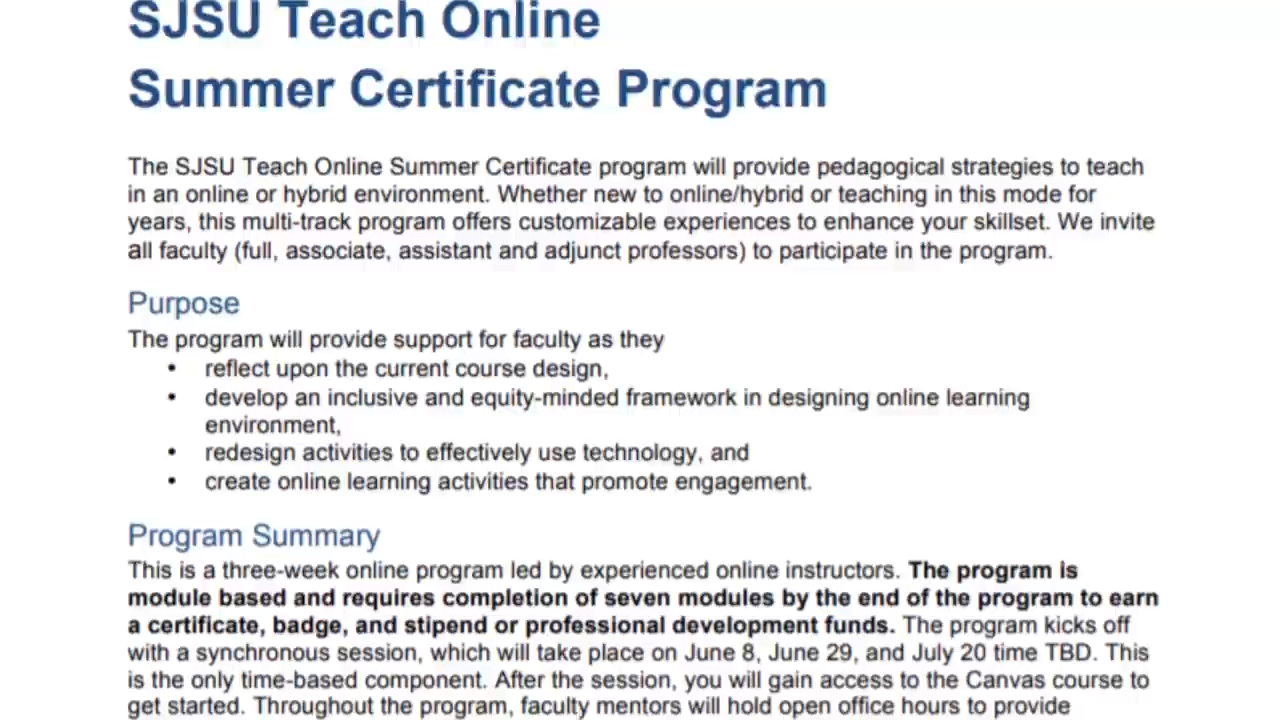 SJSU Teach Online
Summer Certificate Program
The SJSU Teach Online Summer Certificate program will provide pedagogical strategies to teach
in an online or hybrid environment. Whether new to online/hybrid or teaching in this mode for
years, this multi-track program offers customizable experiences to enhance your skillset. We invite
all faculty (full, associate, assistant and adjunct professors) to participate in the program.
Purpose
The program will provide support for faculty as they
• reflect upon the current course design,
• develop an inclusive and equity-minded framework in designing online learning
environment,
• redesign activities to effectively use technology, and
• create online learning activities that promote engagement.
Program Summary
This is a three-week online program led by experienced online instructors. The program is
module based and requires completion of seven modules by the end of the program to earn
a certificate, badge, and stipend or professional development funds. The program kicks off
with a synchronous session, which will take place on June 8, June 29, and July 20 time TBD. This
is the only time-based component. After the session, you will gain access to the Canvas course to
get started. Throughout the program, faculty mentors will hold open office hours to provide